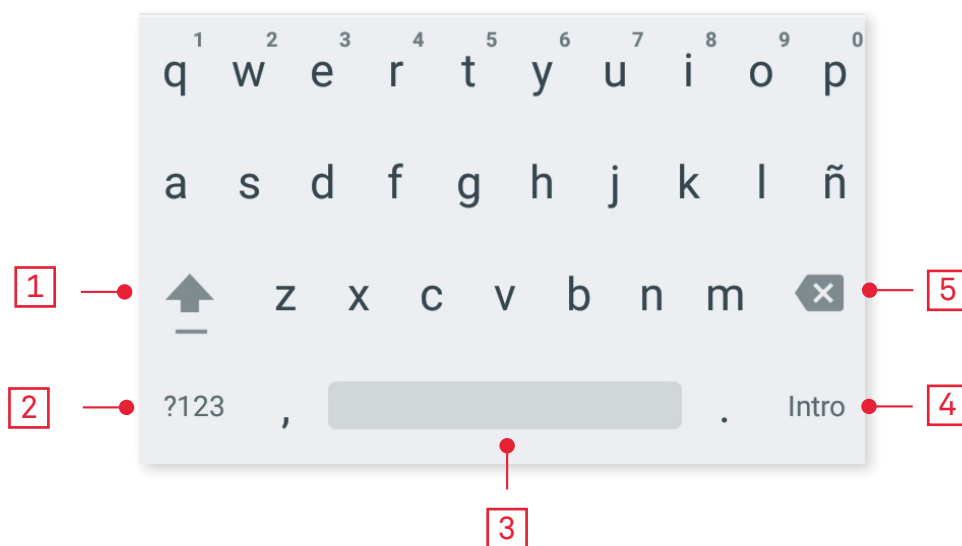 1 2 3 4 5 6 7 8 9 0
q w e r t y u i o p
a s d f g h j k l ñ
1 z x c v b n m 5
2 ?123 , . Intro 4
3